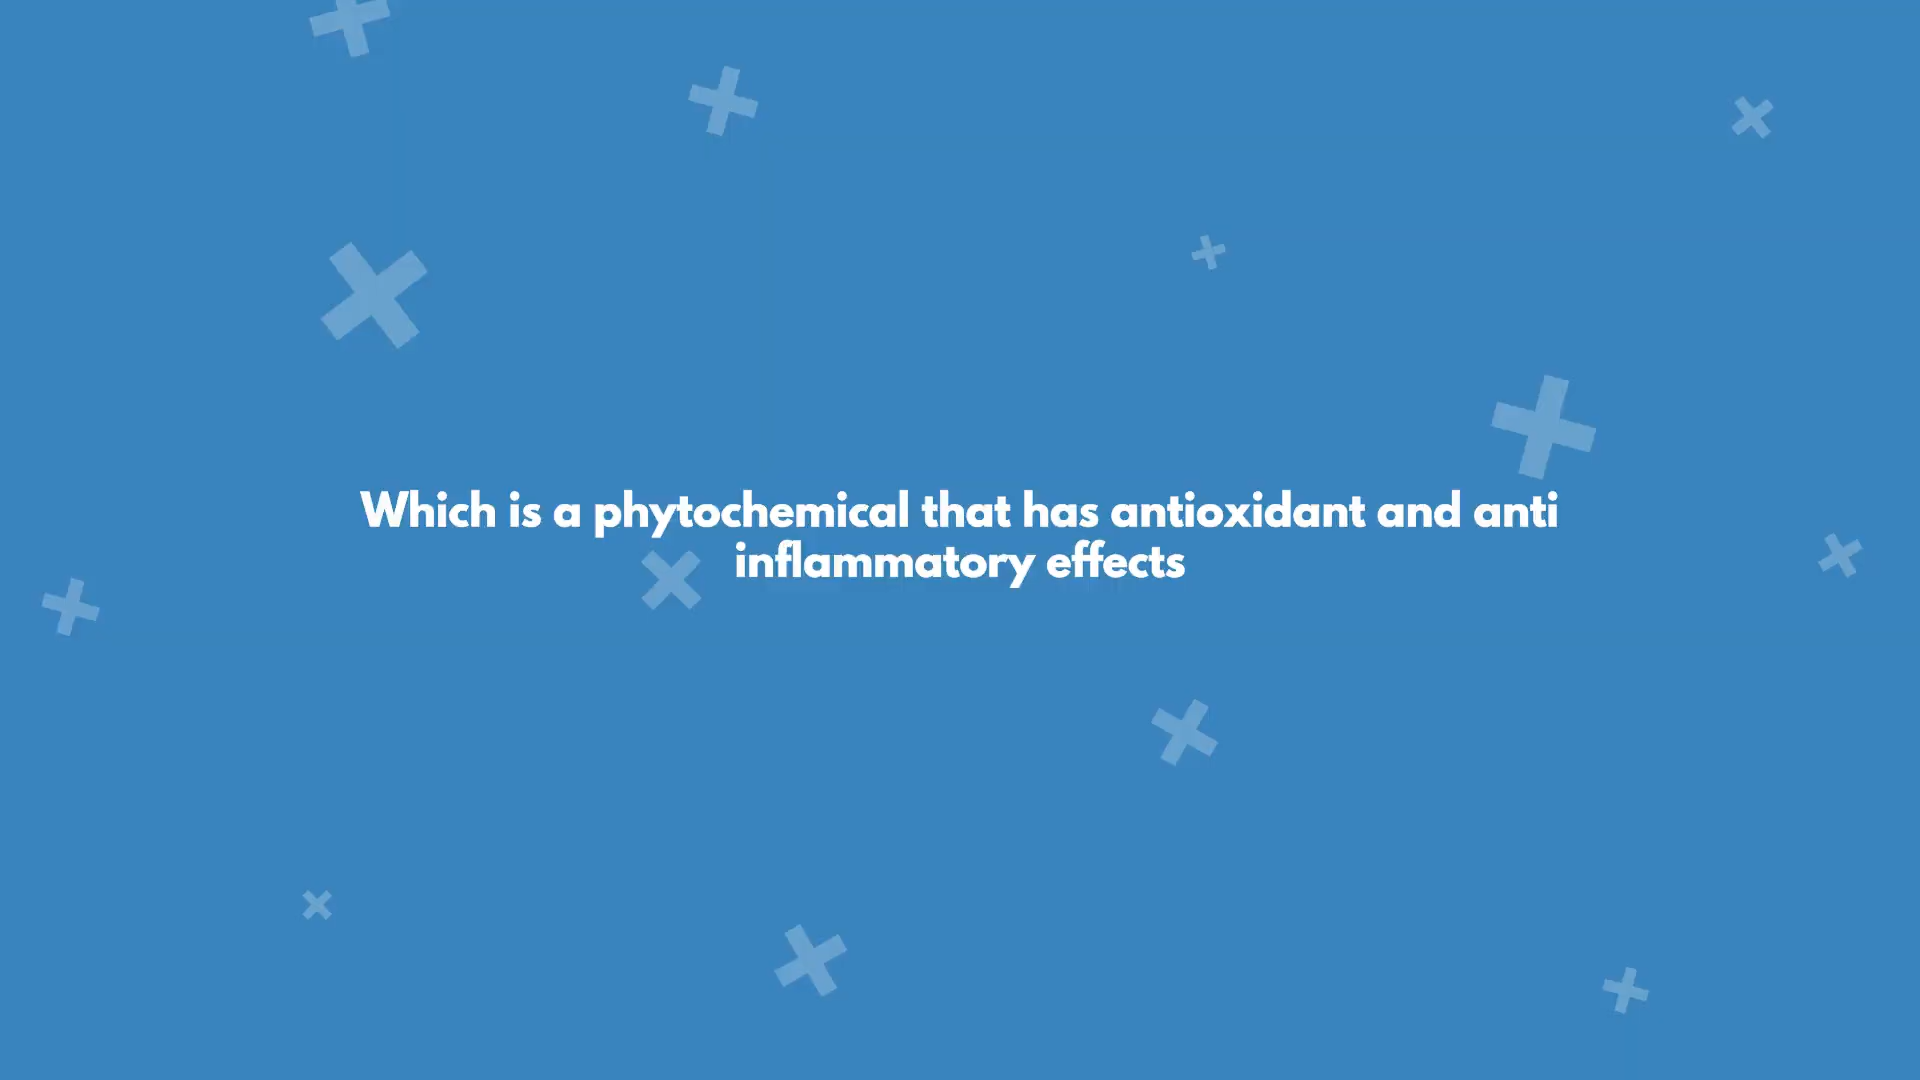 Which is a phytochemical that has antioxidant and anti
inflammatory effects